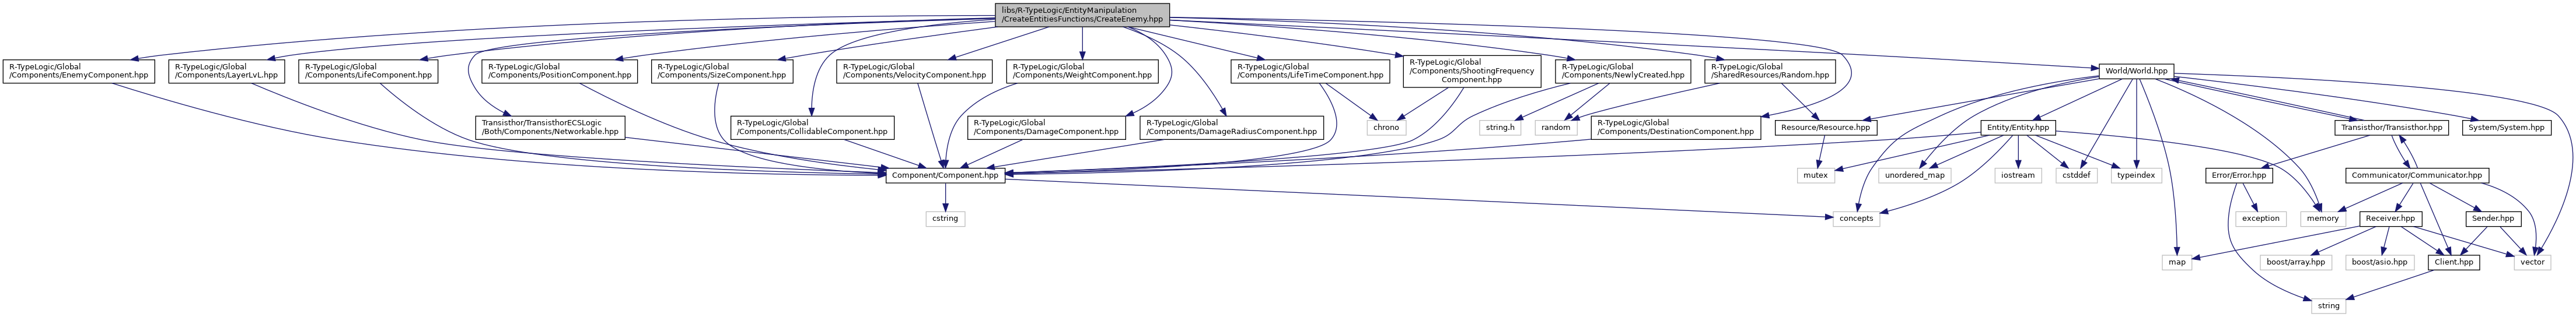 libs/R-TypeLogic/EntityManipulation
/CreateEntitiesFunctions/CreateEnemy.hpp
R-TypeLogic/Global
/Components/EnemyComponent.hpp
R-TypeLogic/Global
/Components/LayerLvL.hpp
R-TypeLogic/Global
/Components/LifeComponent.hpp
R-TypeLogic/Global
/Components/PositionComponent.hpp
R-TypeLogic/Global
/Components/SizeComponent.hpp
R-TypeLogic/Global
/Components/VelocityComponent.hpp
R-TypeLogic/Global
/Components/WeightComponent.hpp
R-TypeLogic/Global
/Components/LifeTimeComponent.hpp
R-TypeLogic/Global
/Components/ShootingFrequency
Component.hpp
R-TypeLogic/Global
/Components/NewlyCreated.hpp
R-TypeLogic/Global
/SharedResources/Random.hpp
World/World.hpp
Transisthor/TransisthorECSLogic
/Both/Components/Networkable.hpp
R-TypeLogic/Global
/Components/CollidableComponent.hpp
R-TypeLogic/Global
/Components/DamageComponent.hpp
R-TypeLogic/Global
/Components/DamageRadiusComponent.hpp
chrono
string.h
random
R-TypeLogic/Global
/Components/DestinationComponent.hpp
Resource/Resource.hpp
Entity/Entity.hpp
Transisthor/Transisthor.hpp
System/System.hpp
Component/Component.hpp
mutex
unordered_map
iostream
cstddef
typeindex
Error/Error.hpp
Communicator/Communicator.hpp
cstring
concepts
exception
memory
Receiver.hpp
Sender.hpp
map
boost/array.hpp
boost/asio.hpp
Client.hpp
vector
string